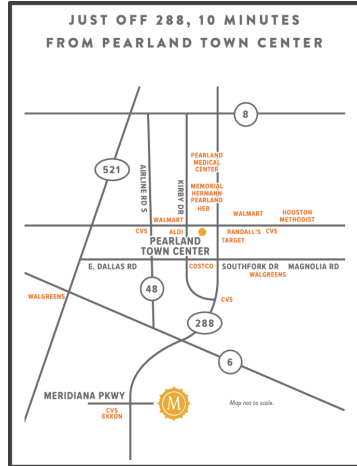 JUST OFF 288, 10 MINUTES
FROM PEARLAND TOWN CENTER
8
521
AIRLINE RD S
KIRBY DR
PEARLAND
MEDICAL
CENTER
MEMORIAL
HERMANN
PEARLAND
HEB
WALMART
WALMART
HOUSTON
METHODIST
CVS
ALDI
RANDALL'S
CVS
TARGET
PEARLAND
TOWN CENTER
E. DALLAS RD
COSTCO
SOUTHFORK DR
MAGNOLIA RD
WALGREENS
WALGREENS
48
CVS
288
6
MERIDIANA PKWY
M
Map not to scale.
CVS
EXXON